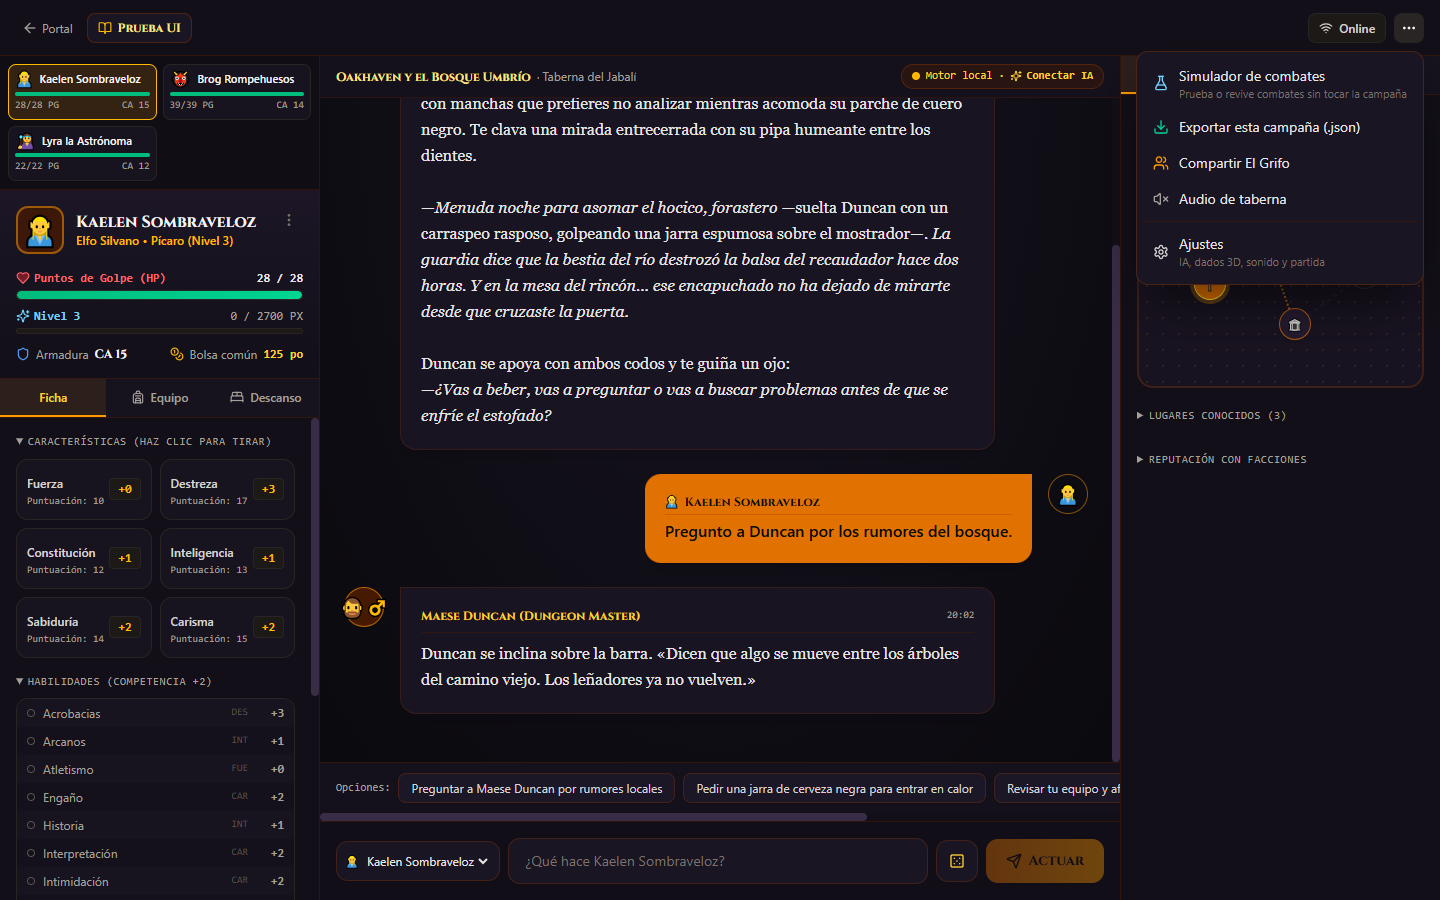 Portal
Prueba UI
Online
Kaelen Sombraveloz
28/28 PG
CA 15
Brog Rompehuesos
39/39 PG
CA 14
Lyra la Astrónoma
22/22 PG
CA 12
Kaelen Sombraveloz
Elfo Silvano • Pícaro (Nivel 3)
Puntos de Golpe (HP)
28 / 28
Nivel 3
0 / 2700 PX
Armadura CA 15
Bolsa común 125 po
Ficha
Equipo
Descanso
CARACTERÍSTICAS (HAZ CLIC PARA TIRAR)
Fuerza
Puntuación: 10
+0
Destreza
Puntuación: 17
+3
Constitución
Puntuación: 12
+1
Inteligencia
Puntuación: 13
+1
Sabiduría
Puntuación: 14
+2
Carisma
Puntuación: 15
+2
HABILIDADES (COMPETENCIA +2)
Acrobacias DES +3
Arcanos INT +1
Atletismo FUE +0
Engaño CAR +2
Historia INT +1
Interpretación CAR +2
Intimidación CAR +2
Oakhaven y el Bosque Umbrío · Taberna del Jabalí
Motor local · Conectar IA
con manchas que prefieres no analizar mientras acomoda su parche de cuero
negro. Te clava una mirada entrecerrada con su pipa humeante entre los
dientes.
—Menuda noche para asomar el hocico, forastero —suelta Duncan con un
carraspeo rasposo, golpeando una jarra espumosa sobre el mostrador—. La
guardia dice que la bestia del río destrozó la balsa del recaudador hace dos
horas. Y en la mesa del rincón... ese encapuchado no ha dejado de mirarte
desde que cruzaste la puerta.
Duncan se apoya con ambos codos y te guiña un ojo:
—¿Vas a beber, vas a preguntar o vas a buscar problemas antes de que se
enfríe el estofado?
Kaelen Sombraveloz
Pregunto a Duncan por los rumores del bosque.
Maese Duncan (Dungeon Master)
20:02
Duncan se inclina sobre la barra. «Dicen que algo se mueve entre los árboles
del camino viejo. Los leñadores ya no vuelven.»
Opciones:
Preguntar a Maese Duncan por rumores locales
Pedir una jarra de cerveza negra para entrar en calor
Revisar tu equipo y af
Kaelen Sombraveloz
¿Qué hace Kaelen Sombraveloz?
Actuar
Simulador de combates
Prueba o revive combates sin tocar la campaña
Exportar esta campaña (.json)
Compartir El Grifo
Audio de taberna
Ajustes
IA, dados 3D, sonido y partida
LUGARES CONOCIDOS (3)
REPUTACIÓN CON FACCIONES